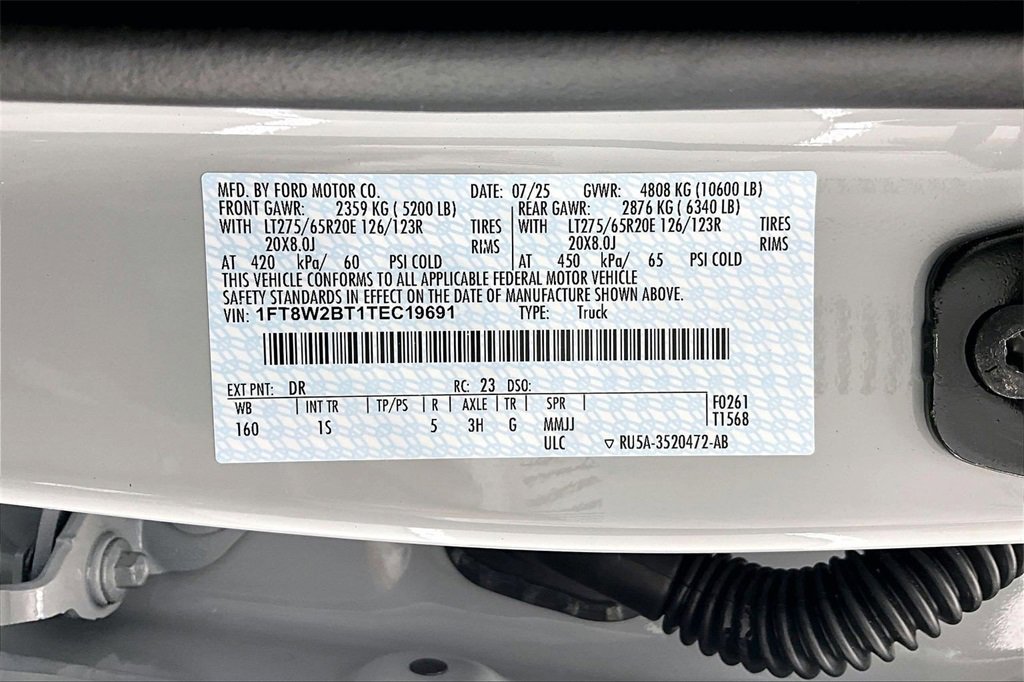 MFD. BY FORD MOTOR CO. DATE: 07/25 GVWR: 4808 KG (10600 LB)
FRONT GAWR: 2359 KG ( 5200 LB) REAR GAWR: 2876 KG ( 6340 LB)
WITH LT275/65R20E 126/123R TIRES WITH LT275/65R20E 126/123R TIRES
20X8.0J RIMS 20X8.0J RIMS
AT 420 kPa/ 60 PSI COLD AT 450 kPa/ 65 PSI COLD
THIS VEHICLE CONFORMS TO ALL APPLICABLE FEDERAL MOTOR VEHICLE
SAFETY STANDARDS IN EFFECT ON THE DATE OF MANUFACTURE SHOWN ABOVE.
VIN: 1FT8W2BT1TEC19691 TYPE: Truck
EXT PNT: DR RC: 23 DSO:
WB INT TR TP/PS R AXLE TR SPR F0261
160 1S 5 3H G MMJJ T1568
ULC ▽ RU5A-3520472-AB